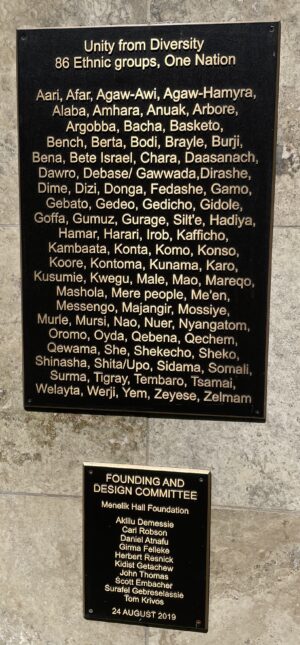 Unity from Diversity
86 Ethnic groups, One Nation
Aari, Afar, Agaw-Awi, Agaw-Hamyra,
Alaba, Amhara, Anuak, Arbore,
Argobba, Bacha, Basketo,
Bench, Berta, Bodi, Brayle, Burji,
Bena, Bete Israel, Chara, Daasanach,
Dawro, Debase/ Gawwada,Dirashe,
Dime, Dizi, Donga, Fedashe, Gamo,
Gebato, Gedeo, Gedicho, Gidole,
Goffa, Gumuz, Gurage, Silt'e, Hadiya,
Hamar, Harari, Irob, Kafficho,
Kambaata, Konta, Komo, Konso,
Koore, Kontoma, Kunama, Karo,
Kusumie, Kwegu, Male, Mao, Mareqo,
Mashola, Mere people, Me'en,
Messengo, Majangir, Mossiye,
Murle, Mursi, Nao, Nuer, Nyangatom,
Oromo, Oyda, Qebena, Qechem,
Qewama, She, Shekecho, Sheko,
Shinasha, Shita/Upo, Sidama, Somali,
Surma, Tigray, Tembaro, Tsamai,
Welayta, Werji, Yem, Zeyese, Zelmam
FOUNDING AND
DESIGN COMMITTEE
Menelik Hall Foundation
Aklilu Demessie
Carl Robson
Daniel Atnafu
Girma Felleke
Herbert Resnick
Kidist Getachew
John Thomas
Scott Embacher
Surafel Gebreselassie
Tom Krivos
24 AUGUST 2019